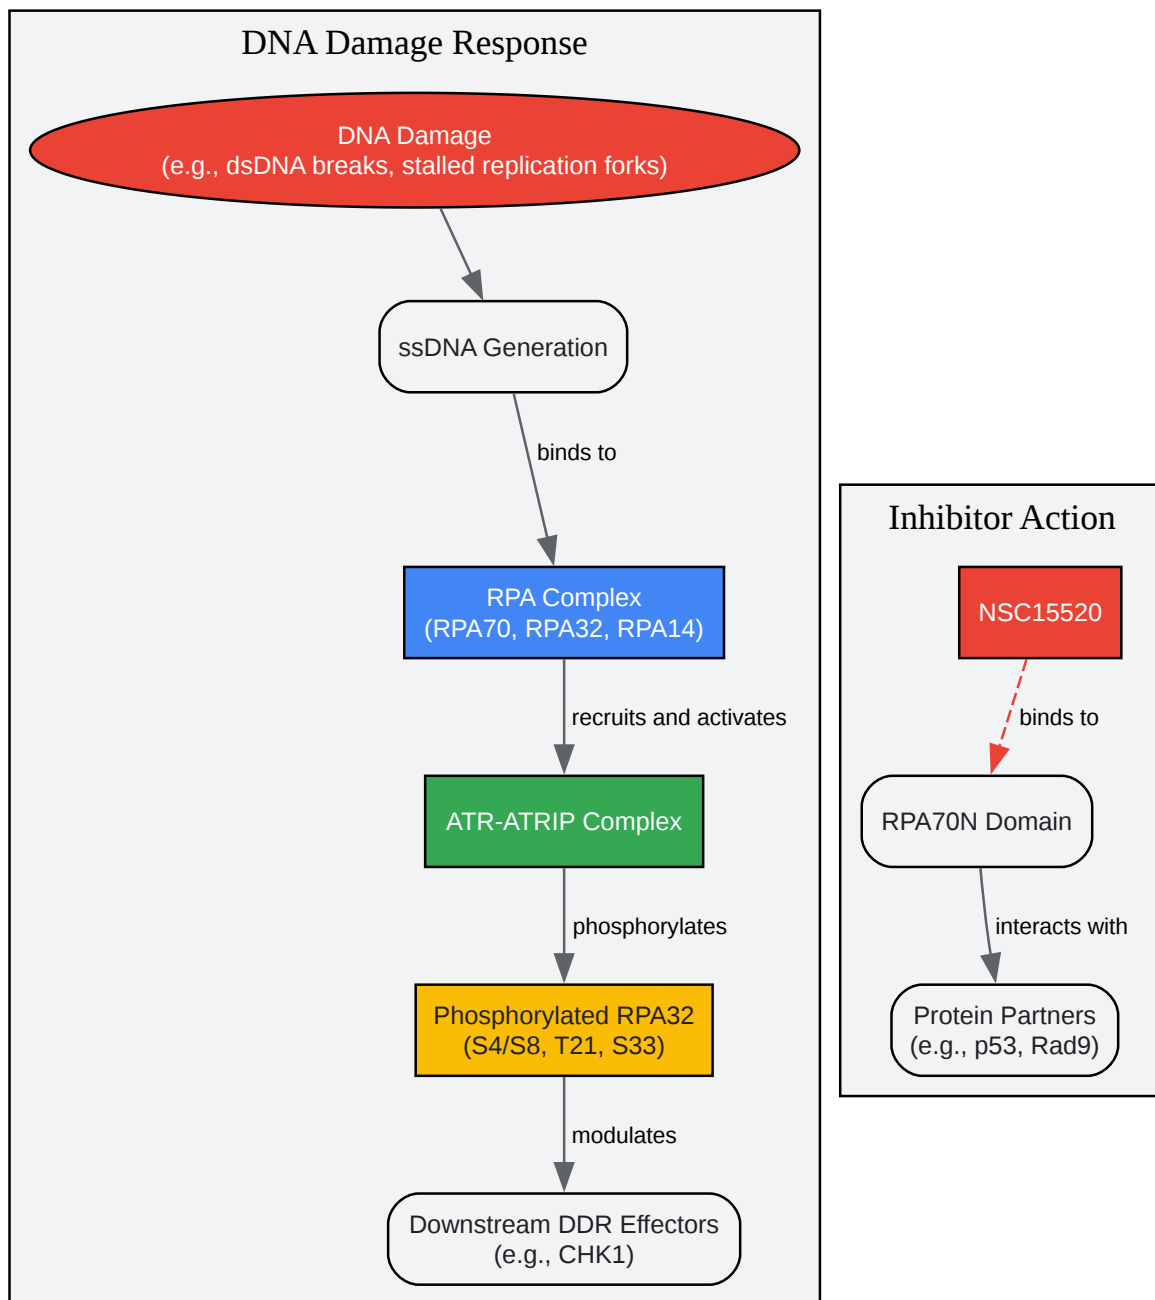 DNA Damage Response
DNA Damage
(e.g., dsDNA breaks, stalled replication forks)
ssDNA Generation
binds to
RPA Complex
(RPA70, RPA32, RPA14)
recruits and activates
ATR-ATRIP Complex
phosphorylates
Phosphorylated RPA32
(S4/S8, T21, S33)
modulates
Downstream DDR Effectors
(e.g., CHK1)
Inhibitor Action
NSC15520
binds to
RPA70N Domain
interacts with
Protein Partners
(e.g., p53, Rad9)